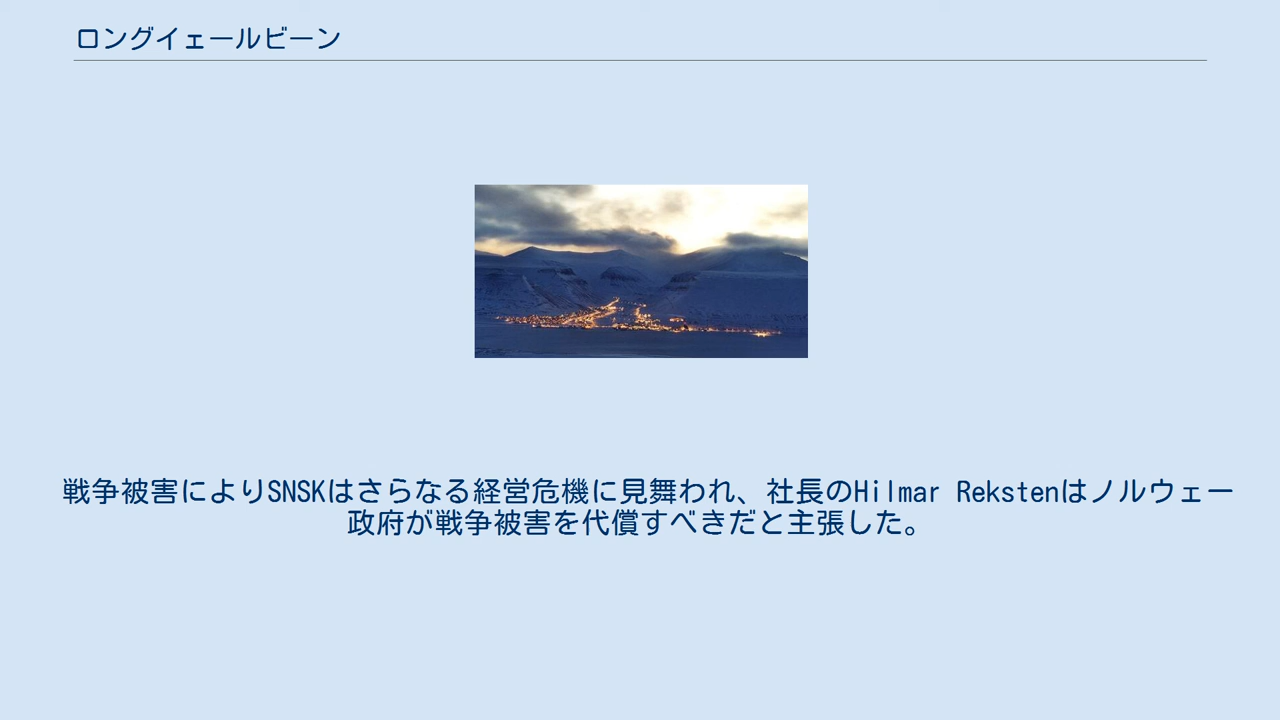 ロングイェールビーン
戦争被害によりSNSKはさらなる経営危機に見舞われ、社長のHilmar Rekstenはノルウェー
政府が戦争被害を代償すべきだと主張した。